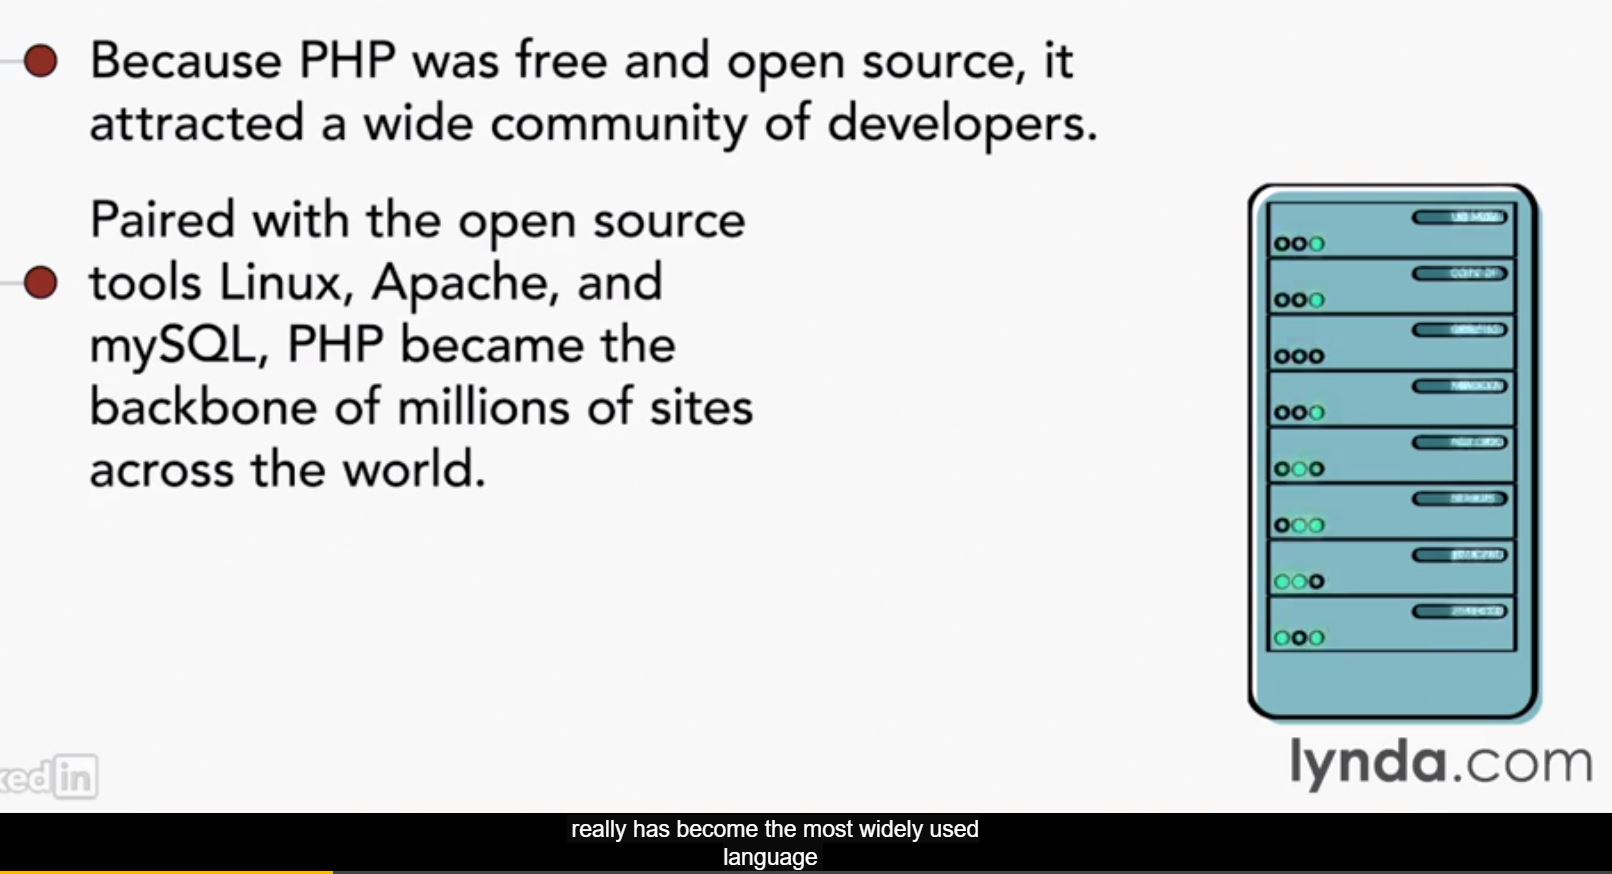 Because PHP was free and open source, it
attracted a wide community of developers.
Paired with the open source
tools Linux, Apache, and
mySQL, PHP became the
backbone of millions of sites
across the world.
lynda.com
ked in
really has become the most widely used
language